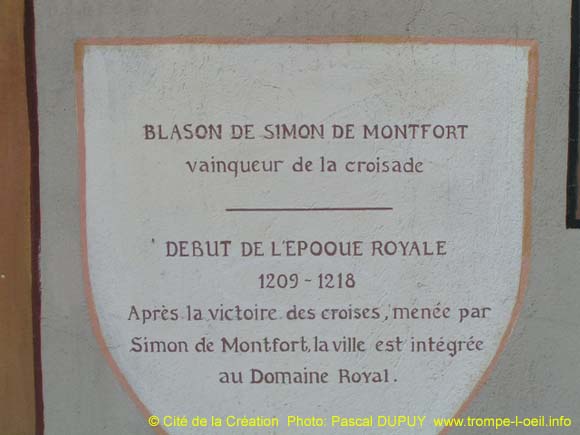 BLASON DE SIMON DE MONTFORT
vainqueur de la croisade
DEBUT DE L'EPOQUE ROYALE
1209 - 1218
Après la victoire des croises, menée par
Simon de Montfort, la ville est intégrée
au Domaine Royal.
© Cité de la Création Photo: Pascal DUPUY www.trompe-l-oeil.info